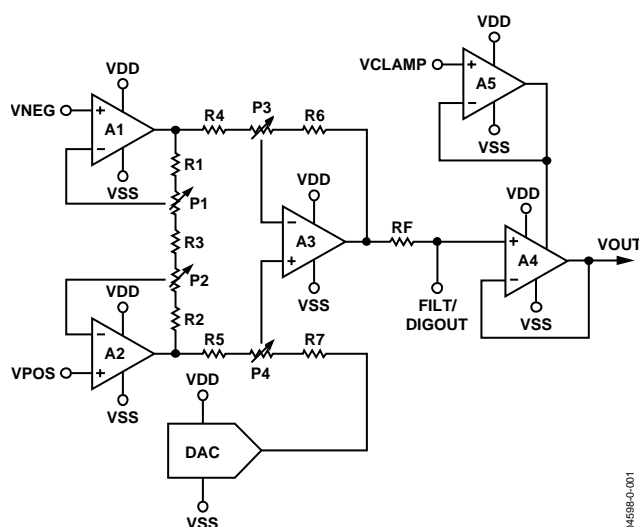 VDD
VCLAMP
+
A5
−
VSS
VDD
VNEG
+
A1
−
VSS
R4
P3
R6
R1
P1
R3
P2
R2
VDD
−
A3
+
VSS
RF
FILT/
DIGOUT
VDD
+
A4
−
VSS
VOUT
VDD
−
A2
+
VPOS
VSS
R5
P4
R7
VDD
DAC
VSS
04598-0-001